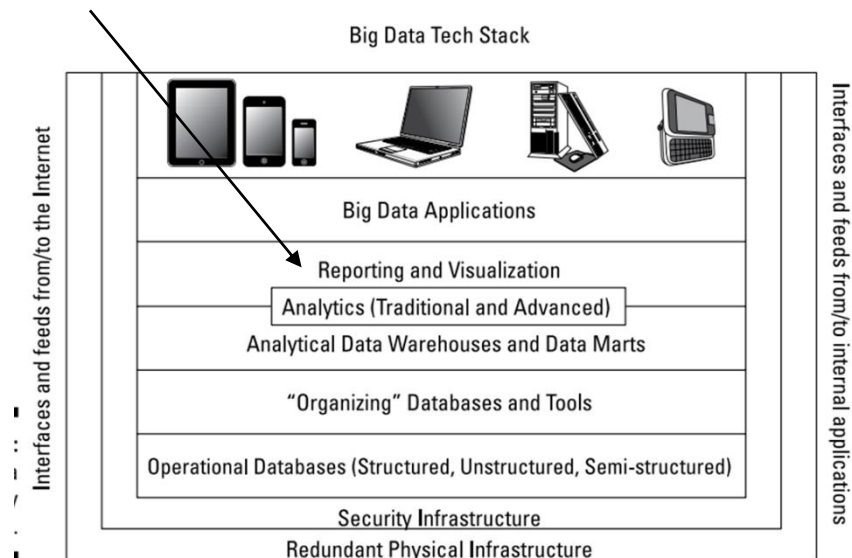 Big Data Tech Stack
Interfaces and feeds from/to the Internet
Interfaces and feeds from/to internal applications
Big Data Applications
Reporting and Visualization
Analytics (Traditional and Advanced)
Analytical Data Warehouses and Data Marts
“Organizing” Databases and Tools
Operational Databases (Structured, Unstructured, Semi-structured)
Security Infrastructure
Redundant Physical Infrastructure